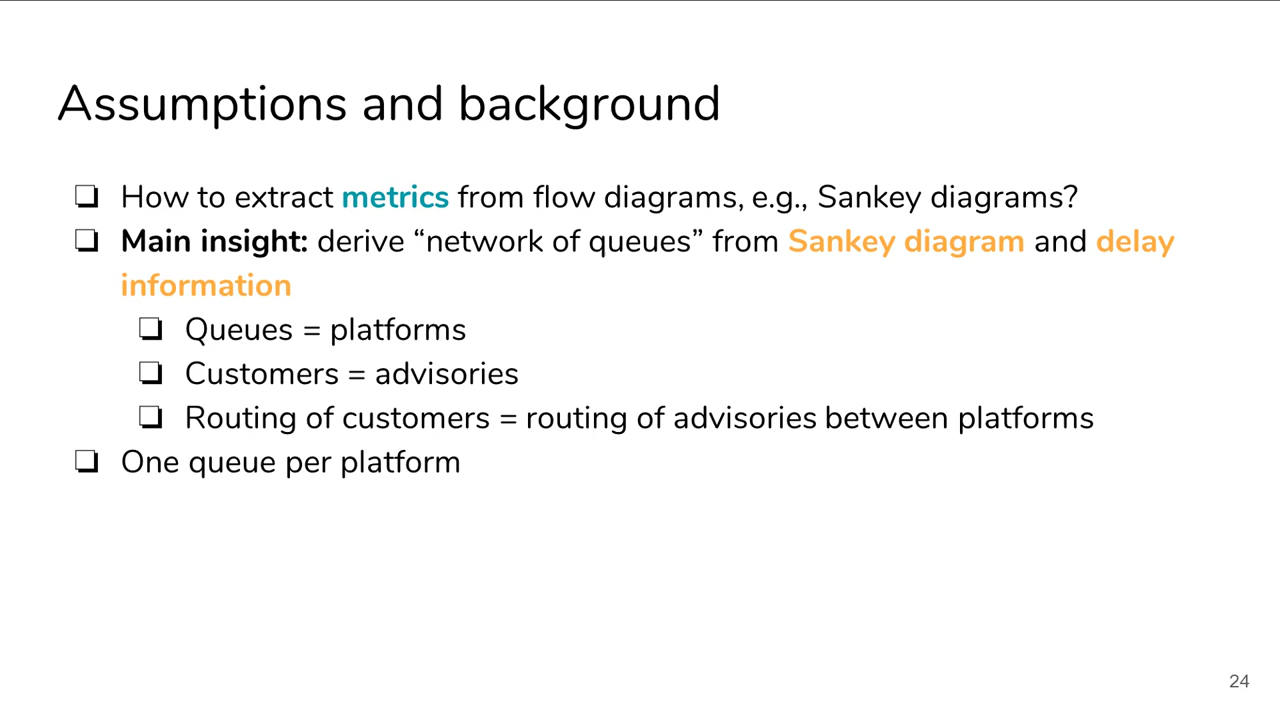 Assumptions and background
❏ How to extract metrics from flow diagrams, e.g., Sankey diagrams?
❏ Main insight: derive “network of queues” from Sankey diagram and delay
information
❏ Queues = platforms
❏ Customers = advisories
❏ Routing of customers = routing of advisories between platforms
❏ One queue per platform
24